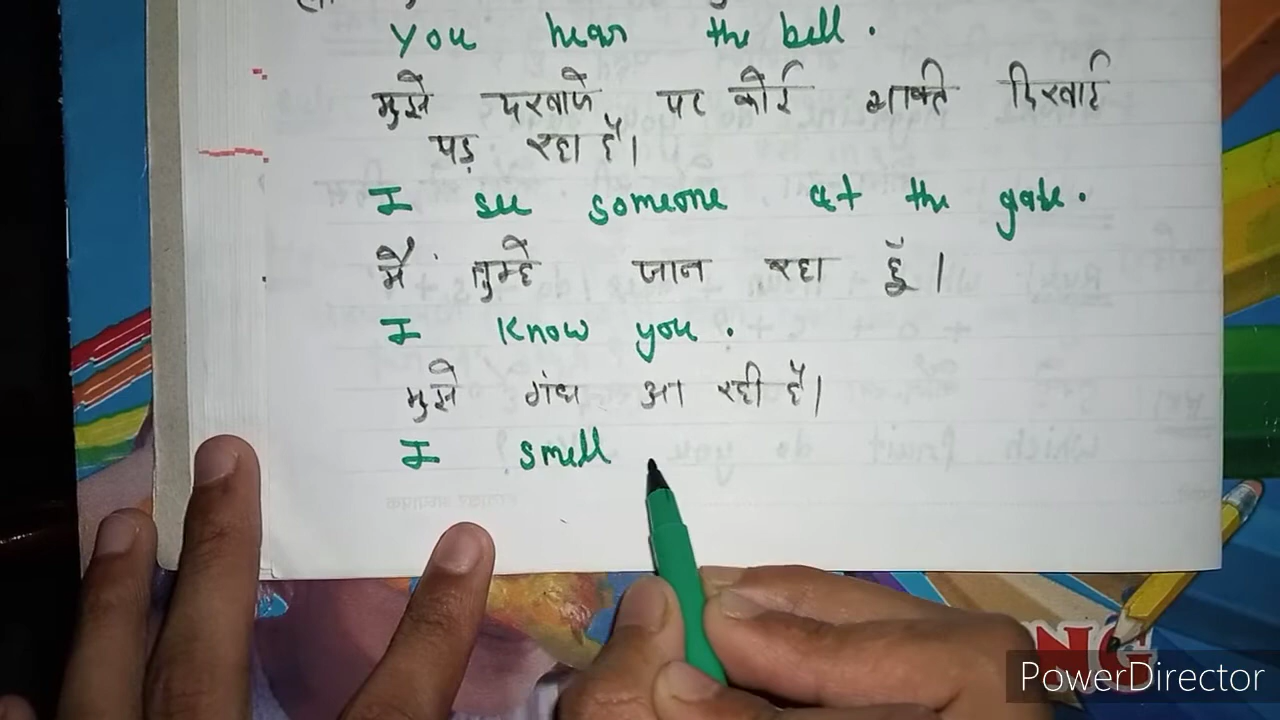 You hear the bell.
मुझे दरवाजे पर कोई व्यक्ति दिखाई
पड़ रहा है।
I see someone at the gate.
मैं तुम्हे जान रहा हूँ।
I know you.
मुझे गंध आ रही है।
I smell
NG
PowerDirector